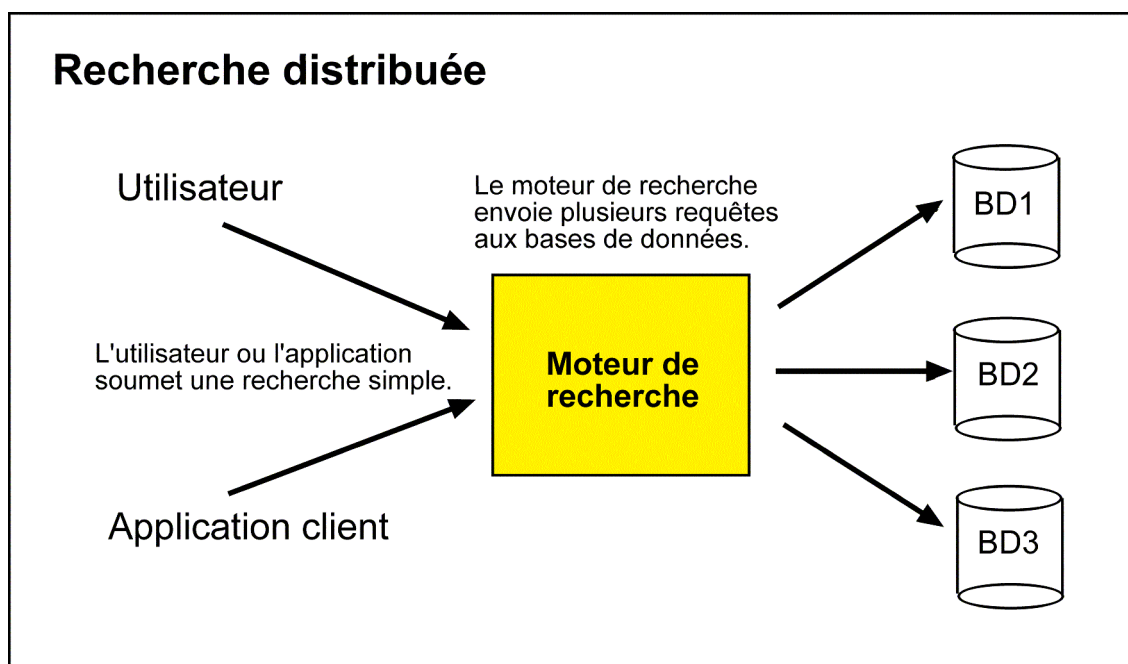 Recherche distribuée
Utilisateur
Le moteur de recherche
envoie plusieurs requêtes
aux bases de données.
BD1
L'utilisateur ou l'application
soumet une recherche simple.
Moteur de
recherche
BD2
Application client
BD3